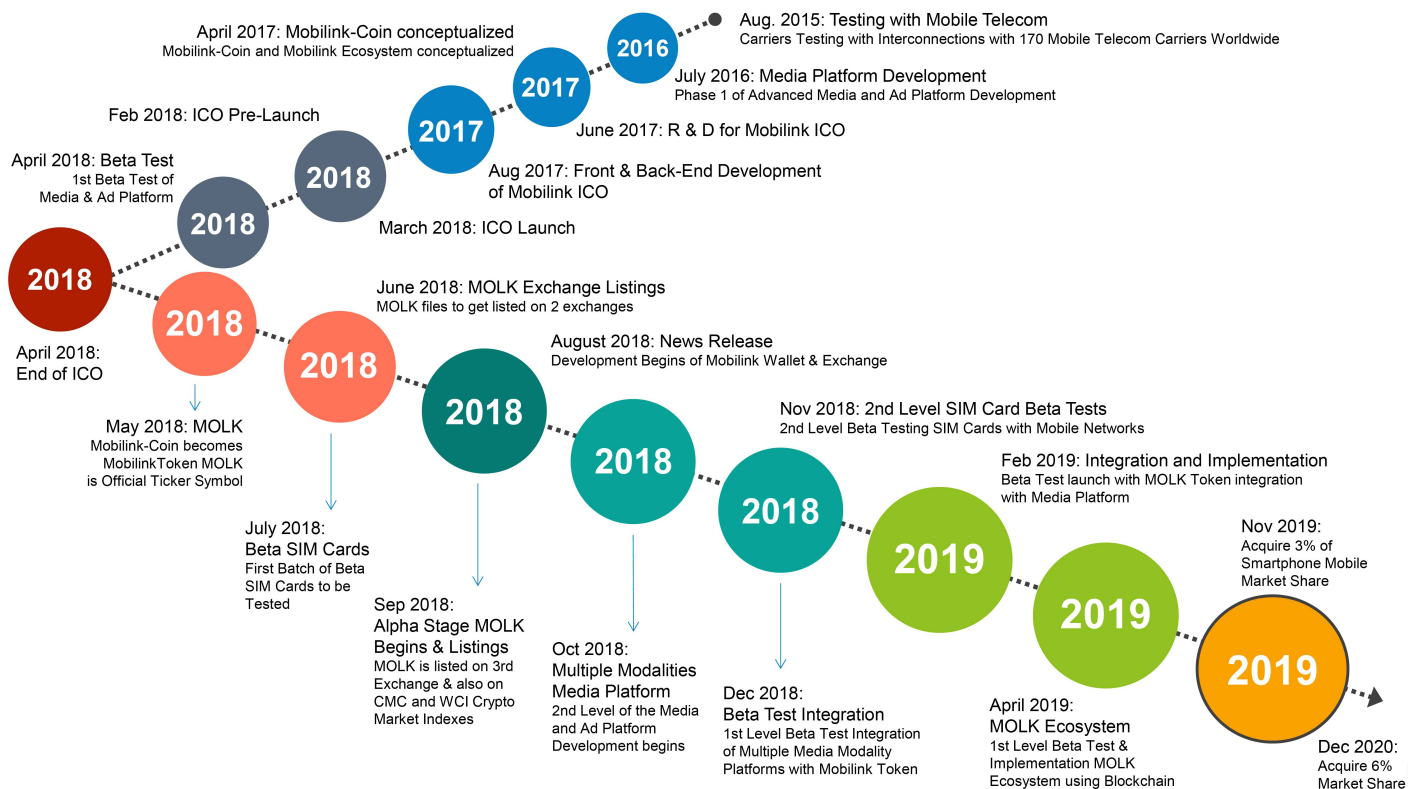 Aug. 2015: Testing with Mobile Telecom
Carriers Testing with Interconnections with 170 Mobile Telecom Carriers Worldwide
2016
July 2016: Media Platform Development
Phase 1 of Advanced Media and Ad Platform Development
April 2017: Mobilink-Coin conceptualized
Mobilink-Coin and Mobilink Ecosystem conceptualized
2017
June 2017: R & D for Mobilink ICO
2017
Aug 2017: Front & Back-End Development
of Mobilink ICO
Feb 2018: ICO Pre-Launch
2018
March 2018: ICO Launch
April 2018: Beta Test
1st Beta Test of
Media & Ad Platform
2018
2018
April 2018:
End of ICO
2018
May 2018: MOLK
Mobilink-Coin becomes
MobilinkToken MOLK
is Official Ticker Symbol
June 2018: MOLK Exchange Listings
MOLK files to get listed on 2 exchanges
2018
July 2018:
Beta SIM Cards
First Batch of Beta
SIM Cards to be
Tested
August 2018: News Release
Development Begins of Mobilink Wallet & Exchange
2018
Sep 2018:
Alpha Stage MOLK
Begins & Listings
MOLK is listed on 3rd
Exchange & also on
CMC and WCI Crypto
Market Indexes
2018
Oct 2018:
Multiple Modalities
Media Platform
2nd Level of the Media
and Ad Platform
Development begins
Nov 2018: 2nd Level SIM Card Beta Tests
2nd Level Beta Testing SIM Cards with Mobile Networks
2018
Dec 2018:
Beta Test Integration
1st Level Beta Test Integration
of Multiple Media Modality
Platforms with Mobilink Token
Feb 2019: Integration and Implementation
Beta Test launch with MOLK Token integration
with Media Platform
2019
2019
April 2019:
MOLK Ecosystem
1st Level Beta Test &
Implementation MOLK
Ecosystem using Blockchain
Nov 2019:
Acquire 3% of
Smartphone Mobile
Market Share
2019
Dec 2020:
Acquire 6%
Market Share